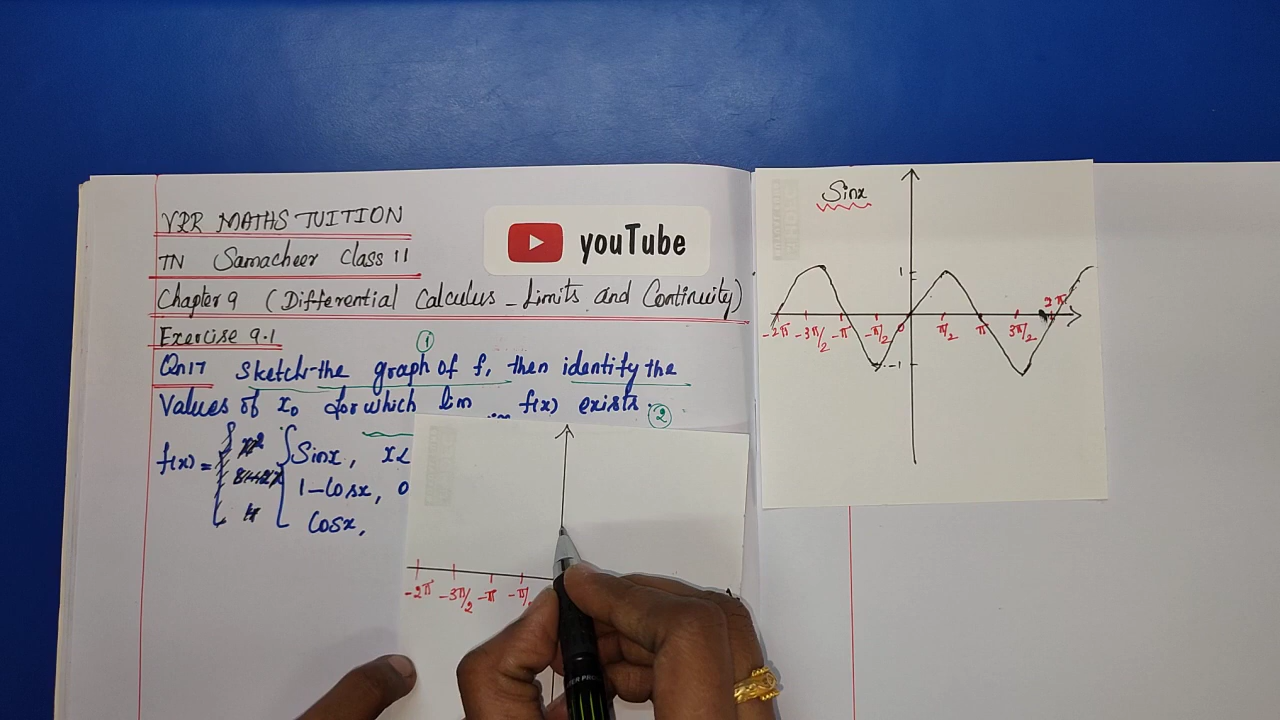 VRR MATHS TUITION
TN Samacheer Class 11
Chapter 9 (Differential Calculus - Limits and Continuity)
Exercise 9.1
①
Qn17 Sketch the graph of f, then identify the
values of x₀ for which lim f(x) exists.
②
f(x) = { Sinx, x<
1-Cosx, 0
Cosx,
youTube
-2π -3π/2 -π -π/
Sinx
1
-2π -3π/2 -π -π/2 0 π/2 π 3π/2 2π
-1